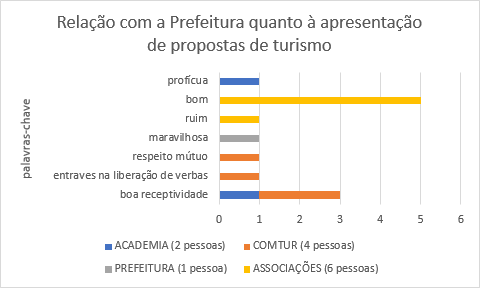 Relação com a Prefeitura quanto à apresentação
de propostas de turismo
palavras-chave
profícua
bom
ruim
maravilhosa
respeito mútuo
entraves na liberação de verbas
boa receptividade
0 1 2 3 4 5 6
ACADEMIA (2 pessoas) COMTUR (4 pessoas)
PREFEITURA (1 pessoa) ASSOCIAÇÕES (6 pessoas)